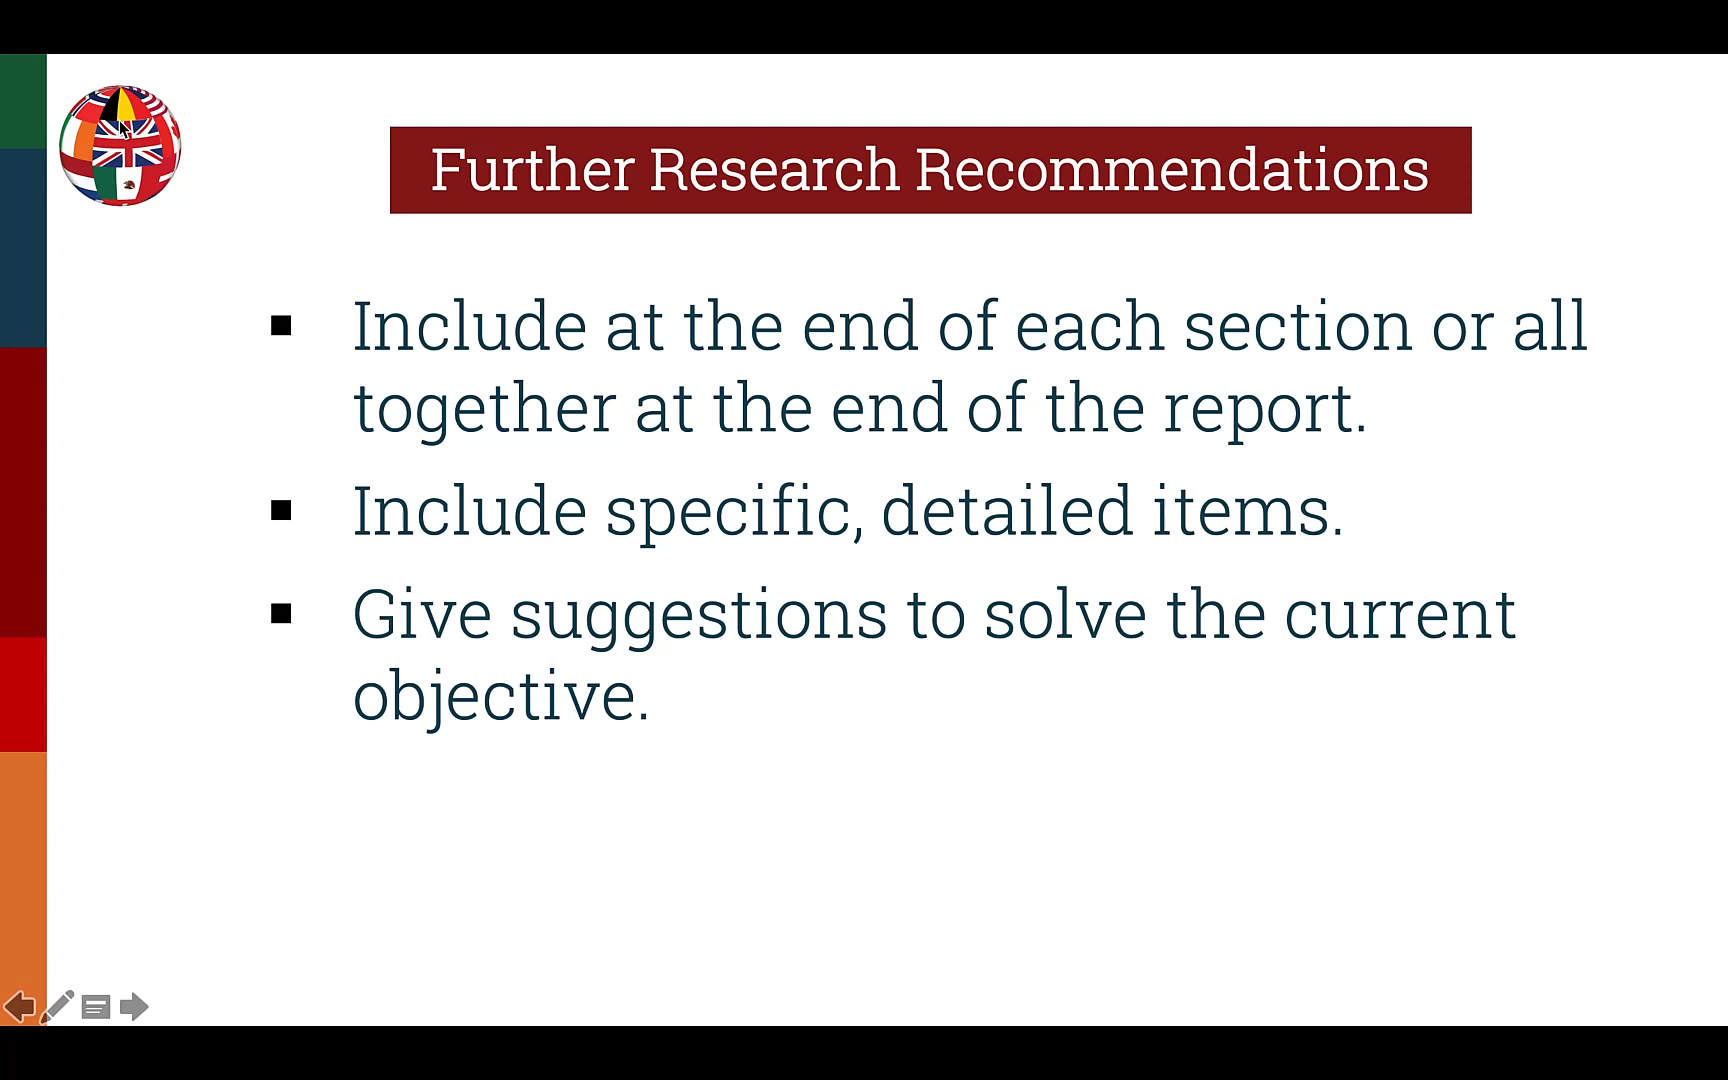 Further Research Recommendations
▪ Include at the end of each section or all
together at the end of the report.
▪ Include specific, detailed items.
▪ Give suggestions to solve the current
objective.